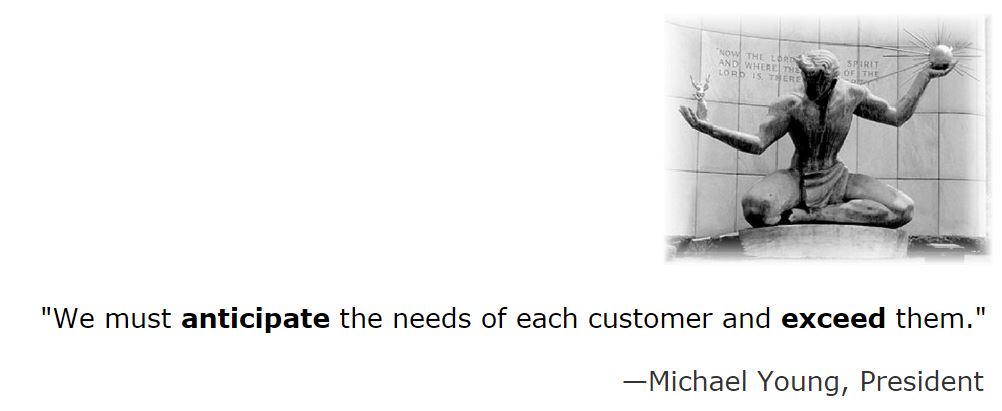 "NOW THE LORD SPIRIT
AND WHERE THE OF THE
LORD IS, THERE
"We must anticipate the needs of each customer and exceed them."
—Michael Young, President